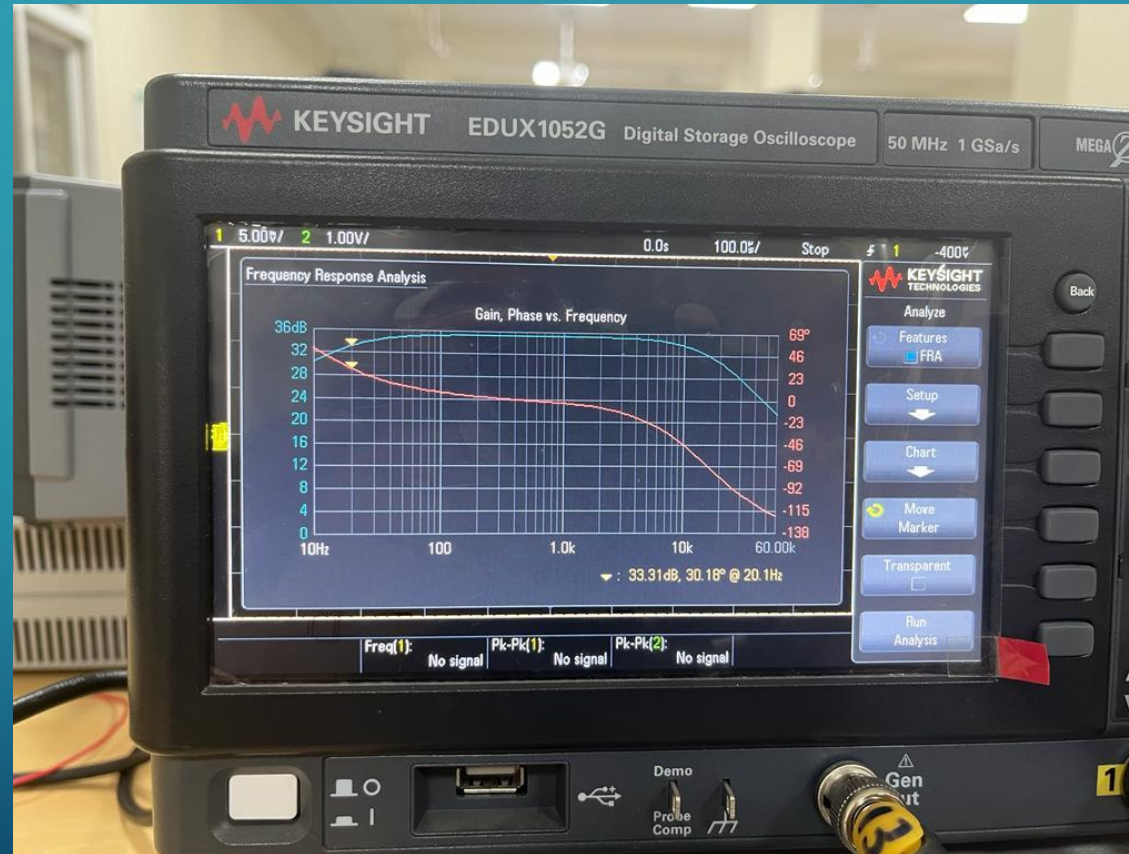 KEYSIGHT EDUX1052G Digital Storage Oscilloscope 50 MHz 1 GSa/s MEGA
1 5.00V/ 2 1.00V/ 0.0s 100.0s/ Stop 1 -400V
KEYSIGHT
TECHNOLOGIES
Frequency Response Analysis
Analyze
Gain, Phase vs. Frequency
Features
FRA
Setup
Chart
Move
Marker
Transparent
Run
Analysis
Back
36dB
32
28
24
20
16
12
8
4
0
69°
46
23
0
-23
-46
-69
-92
-115
-138
10Hz 100 1.0k 10k 60.00k
: 33.31dB, 30.18° @ 20.1Hz
Freq(1): Pk-Pk(1): Pk-Pk(2):
No signal No signal No signal
Demo
Probe
Comp
Gen
1